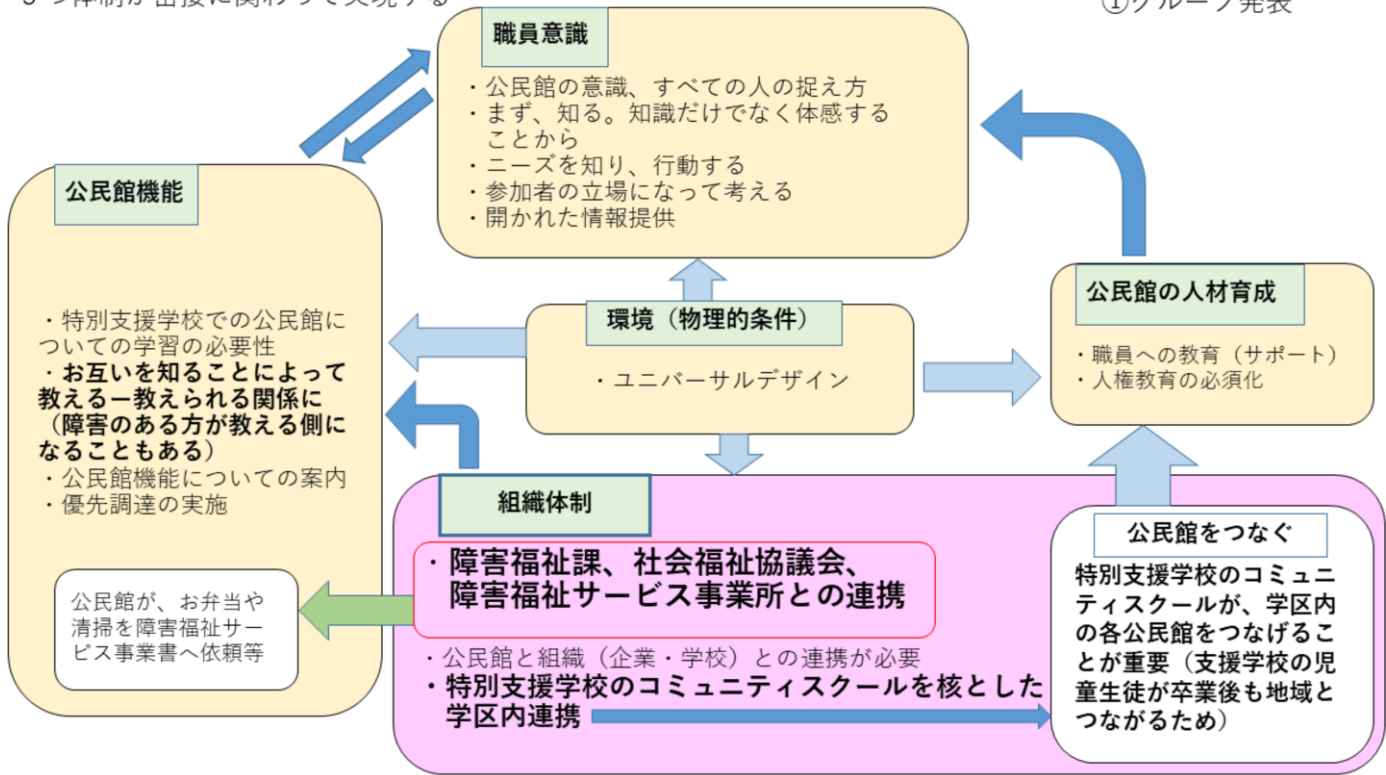 つの体制が密接に関わって実現する
①グループ発表
職員意識
・公民館の意識、すべての人の捉え方
・まず、知る。知識だけでなく体感する
ことから
・ニーズを知り、行動する
・参加者の立場になって考える
・開かれた情報提供
公民館機能
・特別支援学校での公民館に
ついての学習の必要性
・お互いを知ることによって
教えるー教えられる関係に
（障害のある方が教える側に
なることもある）
・公民館機能についての案内
・優先調達の実施
公民館が、お弁当や
清掃を障害福祉サー
ビス事業書へ依頼等
環境（物理的条件）
・ユニバーサルデザイン
公民館の人材育成
・職員への教育（サポート）
・人権教育の必須化
組織体制
・障害福祉課、社会福祉協議会、
障害福祉サービス事業所との連携
・公民館と組織（企業・学校）との連携が必要
・特別支援学校のコミュニティスクールを核とした
学区内連携
公民館をつなぐ
特別支援学校のコミュニ
ティスクールが、学区内
の各公民館をつなげるこ
とが重要（支援学校の児
童生徒が卒業後も地域と
つながるため）